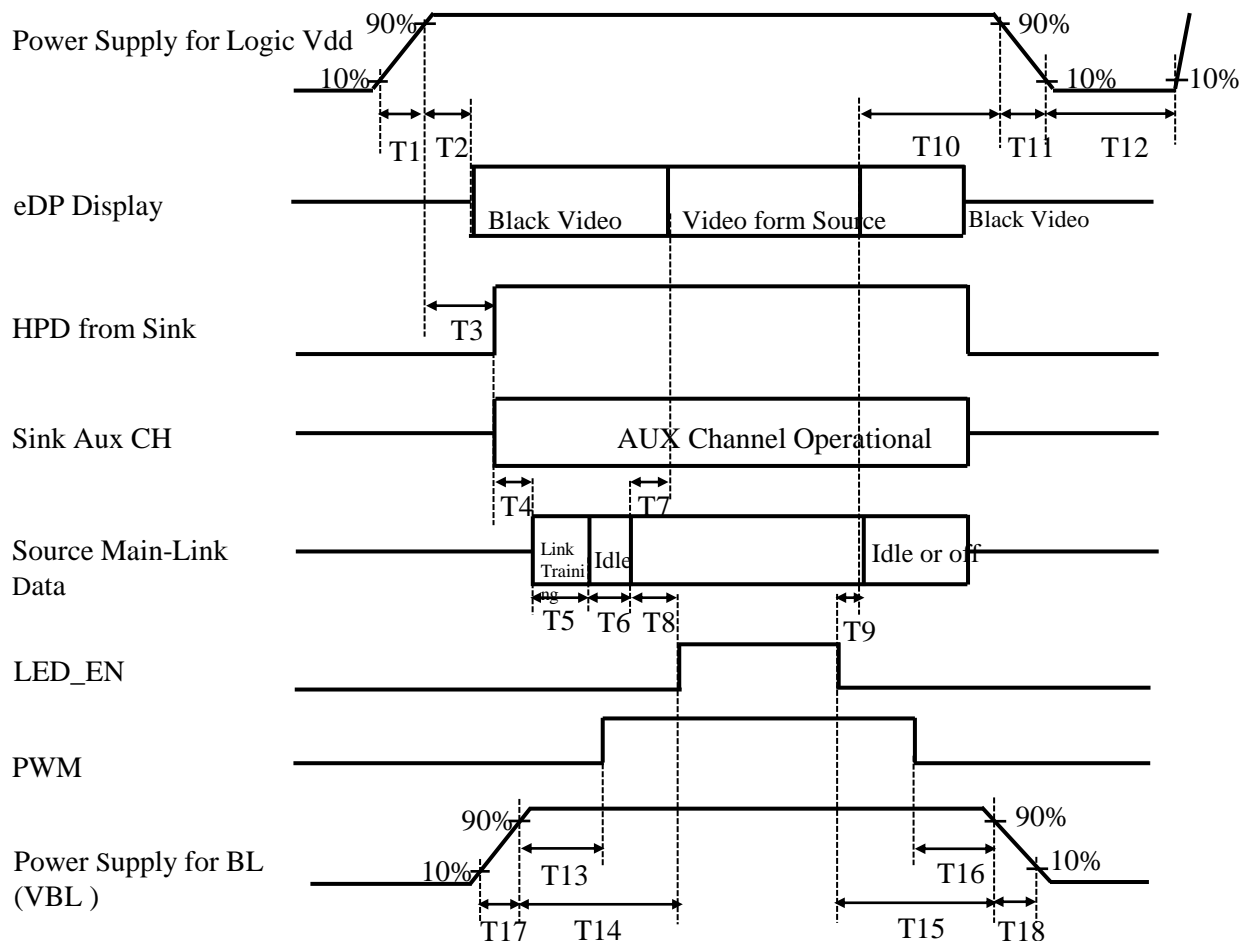 Power Supply for Logic Vdd
90%
90%
10%
10%
10%
T1
T2
T10
T11
T12
eDP Display
Black Video
Video form Source
Black Video
HPD from Sink
T3
Sink Aux CH
AUX Channel Operational
T4
T7
Source Main-Link
Data
Link
Traini
ng
Idle
Idle or off
T5
T6
T8
T9
LED_EN
PWM
90%
90%
Power Supply for BL
(VBL )
10%
10%
T13
T16
T17
T14
T15
T18